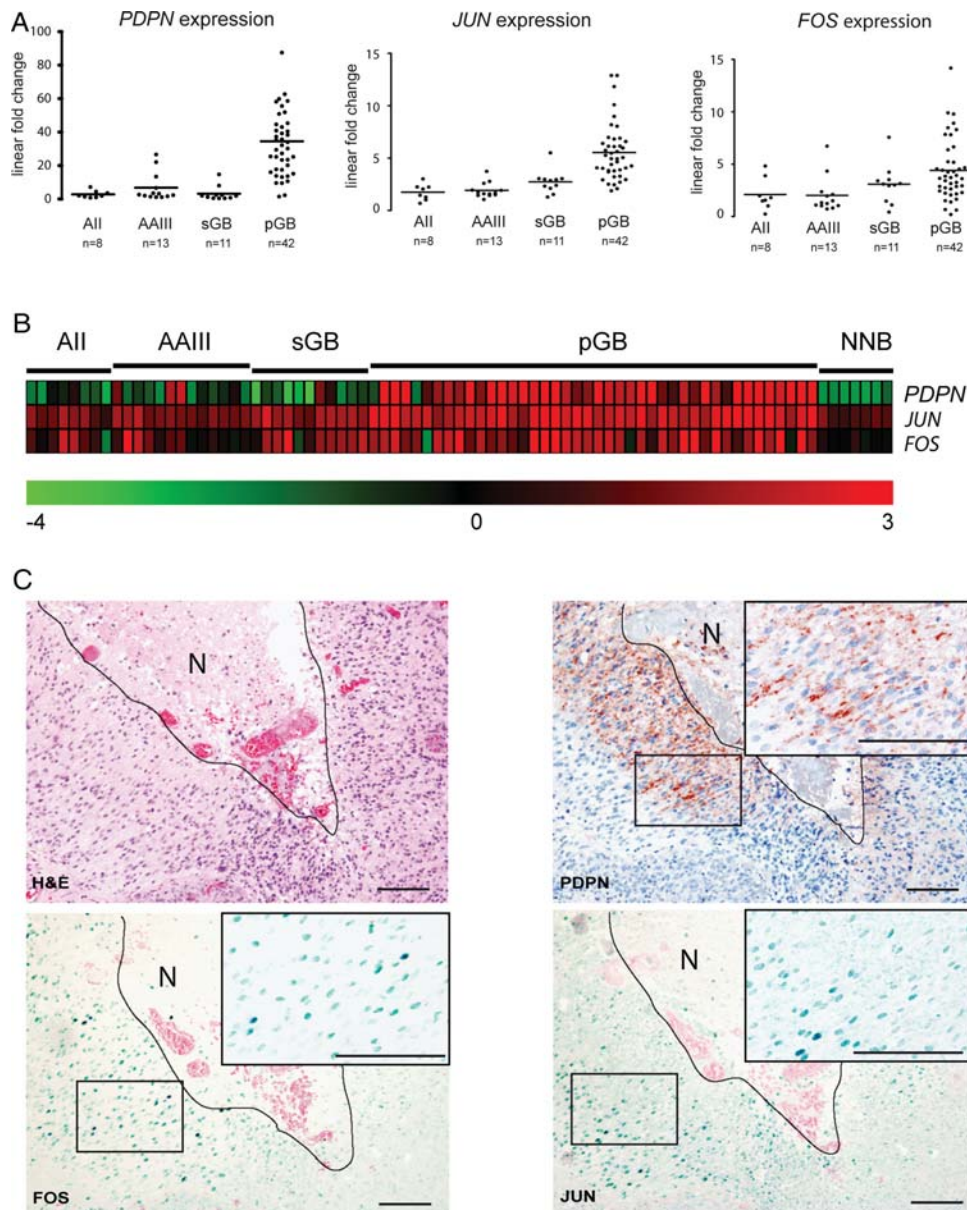 A
PDPN expression
linear fold change
100
80
60
40
20
0
AII
AAIII
sGB
pGB
n=8
n=13
n=11
n=42
JUN expression
linear fold change
15
10
5
0
AII
AAIII
sGB
pGB
n=8
n=13
n=11
n=42
FOS expression
linear fold change
15
10
5
0
AII
AAIII
sGB
pGB
n=8
n=13
n=11
n=42
B
AII
AAIII
sGB
pGB
NNB
PDPN
JUN
FOS
-4
0
3
C
N
H&E
N
PDPN
N
FOS
N
JUN